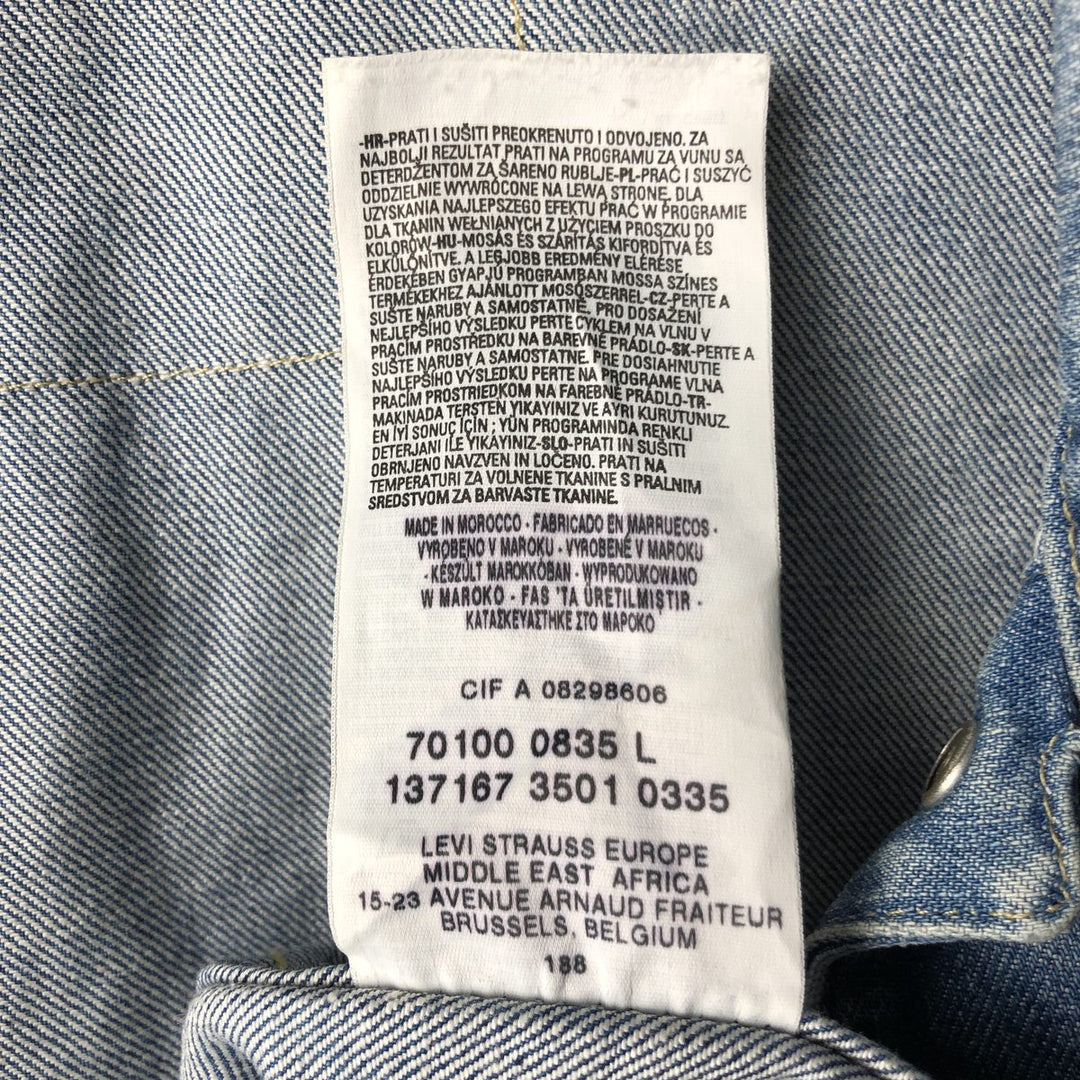 -HR-PRATI I SUŠITI PREOKRENUTO I ODVOJENO. ZA
NAJBOLJI REZULTAT PRATI NA PROGRAMU ZA VUNU SA
DETERDŽENTOM ZA ŠARENO RUBLJE-PL-PRAĆ I SUSZYĆ
ODDZIELNIE WYWRÓCONE NA LEWĄ STRONĘ. DLA
UZYSKANIA NAJLEPSZEGO EFEKTU PRAĆ W PROGRAMIE
DLA TKANIN WEŁNIANYCH Z UŻYCIEM PROSZKU DO
KOLORÓW-HU-MOSÁS ÉS SZÁRÍTÁS KIFORDÍTVA ÉS
ELKÜLÖNÍTVE. A LEGJOBB EREDMÉNY ELÉRÉSE
ÉRDEKÉBEN GYAPJÚ PROGRAMBAN MOSSA SZÍNES
TERMÉKEKHEZ AJÁNLOTT MOSÓSZERREL-CZ-PERTE A
SUŠTE NARUBY A SAMOSTATNĚ. PRO DOSAŽENÍ
NEJLEPŠÍHO VÝSLEDKU PERTE CYKLEM NA VLNU V
PRACÍM PROSTŘEDKU NA BAREVNÉ PRÁDLO-SK-PERTE A
SUŠTE NARUBY A SAMOSTATNE. PRE DOSIAHNUTIE
NAJLEPŠÍHO VÝSLEDKU PERTE NA PROGRAME VLNA
PRACÍM PROSTRIEDKOM NA FAREBNÉ PRÁDLO-TR-
MAKINADA TERSTEN YIKAYINIZ VE AYRI KURUTUNUZ.
EN İYİ SONUÇ İÇİN ; YÜN PROGRAMINDA RENKLI
DETERJANI ILE YIKAYINIZ-SLO-PRATI IN SUŠITI
OBRNJENO NAVZVEN IN LOČENO. PRATI NA
TEMPERATURI ZA VOLNENE TKANINE S PRALNIM
SREDSTVOM ZA BARVASTE TKANINE.
MADE IN MOROCCO - FABRICADO EN MARRUECOS -
VYROBENO V MAROKU - VYROBENÉ V MAROKU
- KÉSZÜLT MAROKKÓBAN - WYPRODUKOWANO
W MAROKO - FAS 'TA ÜRETILMISTIR -
ΚΑΤΑΣΚΕΥΑΣΤΗΚΕ ΣΤΟ ΜΑΡΟΚΟ
CIF A 08298606
70100 0835 L
137167 3501 0335
LEVI STRAUSS EUROPE
MIDDLE EAST AFRICA
15-23 AVENUE ARNAUD FRAITEUR
BRUSSELS, BELGIUM
188